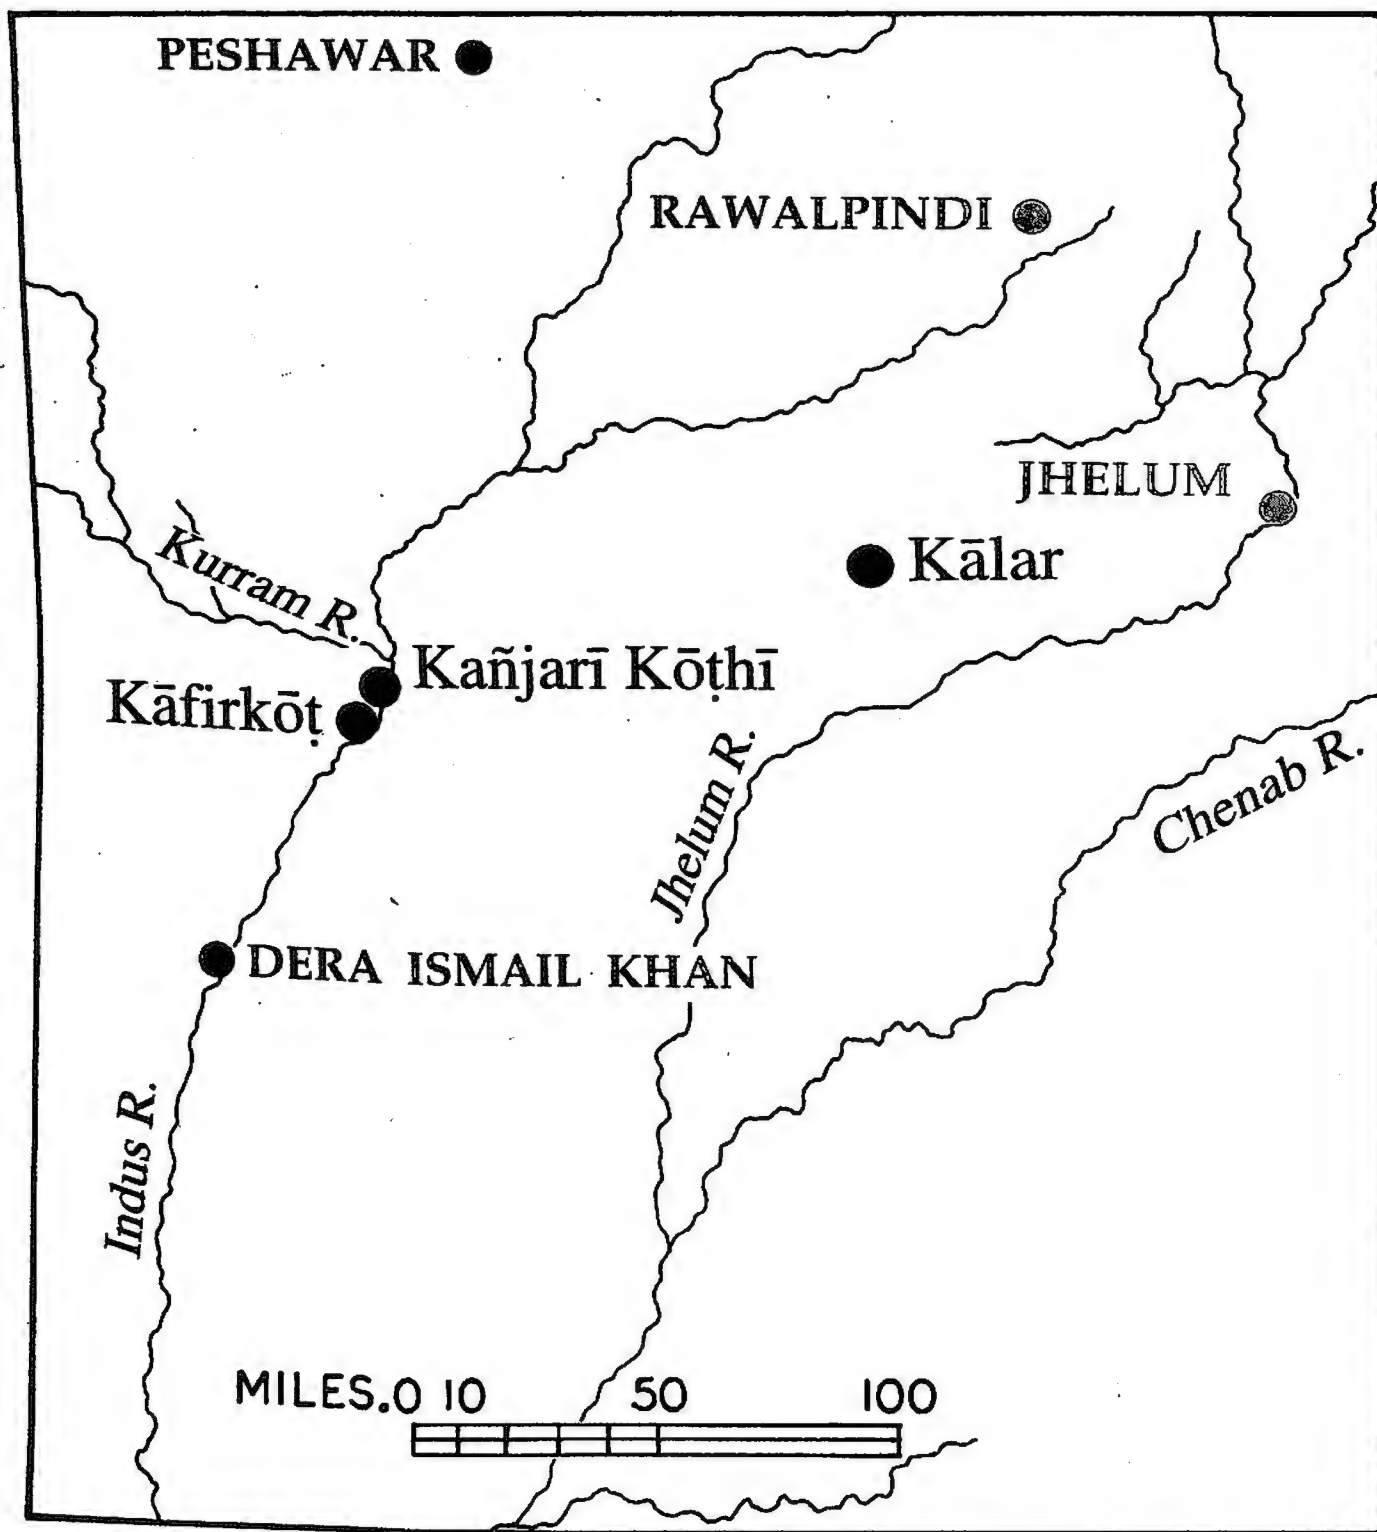 PESHAWAR
RAWALPINDI
JHELUM
Kālar
Kurram R.
Kañjarī Kōṭhī
Kāfirkōṭ
Jhelum R.
Chenab R.
DERA ISMAIL KHAN
Indus R.
MILES. 0 10 50 100